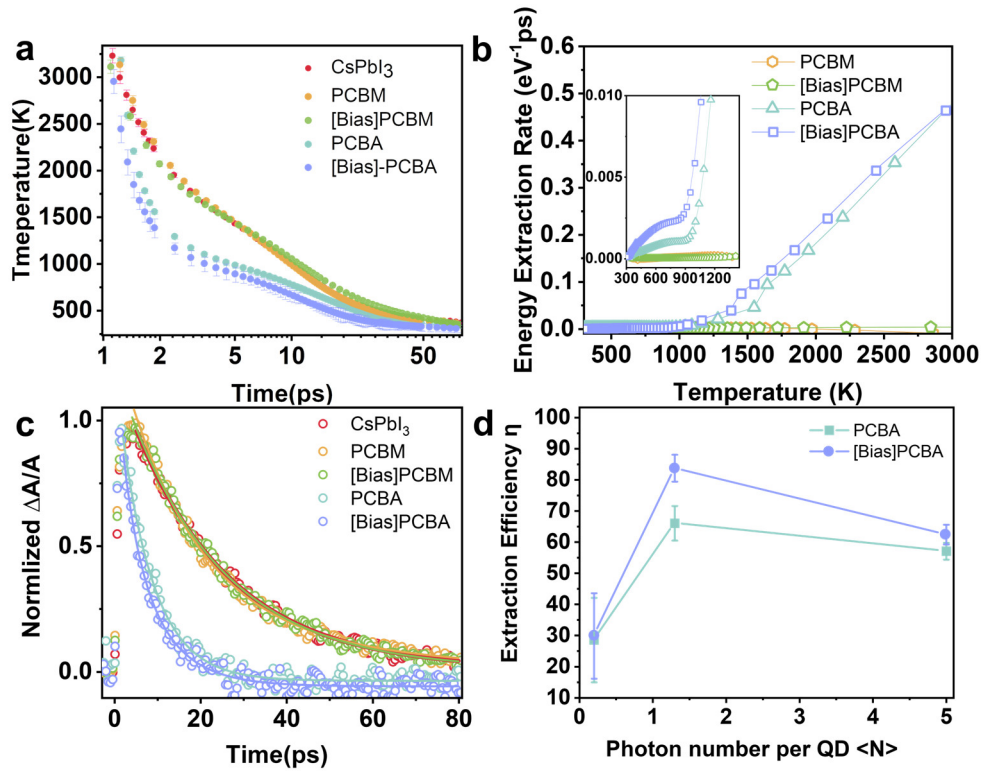 a
Tmeperature(K)
3000
2500
2000
1500
1000
500
1
2
5
10
50
Time(ps)
CsPbI3
PCBM
[Bias]PCBM
PCBA
[Bias]-PCBA
b
Energy Extraction Rate (eV⁻¹ps)
0.6
0.5
0.4
0.3
0.2
0.1
0.0
500
1000
1500
2000
2500
3000
Temperature (K)
PCBM
[Bias]PCBM
PCBA
[Bias]PCBA
0.010
0.005
0.000
300
600
900
1200
c
Normlized ΔA/A
1.0
0.5
0.0
0
20
40
60
80
Time(ps)
CsPbI3
PCBM
[Bias]PCBM
PCBA
[Bias]PCBA
d
Extraction Efficiency η
100
90
80
70
60
50
40
30
20
10
0
1
2
3
4
5
Photon number per QD <N>
PCBA
[Bias]PCBA